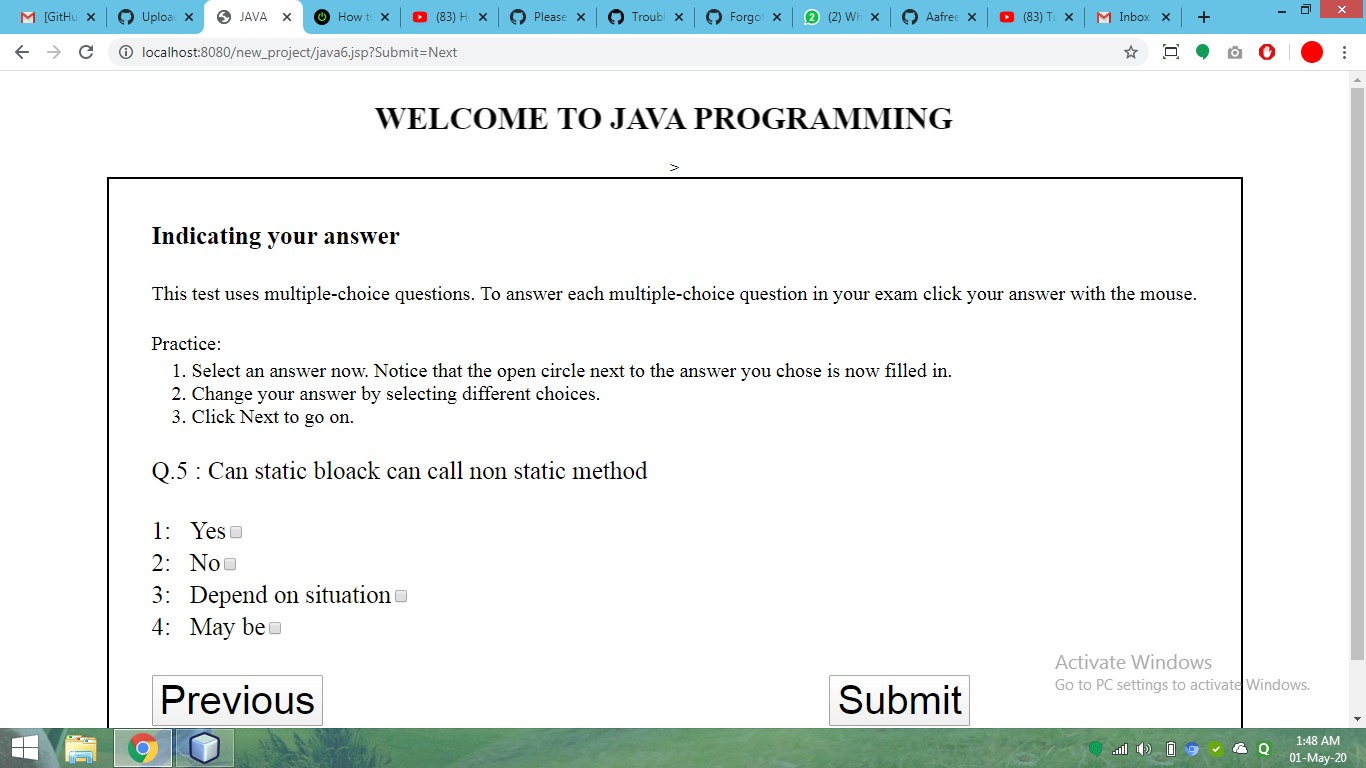 [GitHu
Uploa
JAVA
How t
(83) H
Please
Troubl
Forgot
(2) Wh
Aafree
(83) T
Inbox
localhost:8080/new_project/java6.jsp?Submit=Next
WELCOME TO JAVA PROGRAMMING
>
Indicating your answer
This test uses multiple-choice questions. To answer each multiple-choice question in your exam click your answer with the mouse.
Practice:
1. Select an answer now. Notice that the open circle next to the answer you chose is now filled in.
2. Change your answer by selecting different choices.
3. Click Next to go on.
Q.5 : Can static bloack can call non static method
1: Yes
2: No
3: Depend on situation
4: May be
Previous
Submit
Activate Windows
Go to PC settings to activate Windows.
1:48 AM
01-May-20